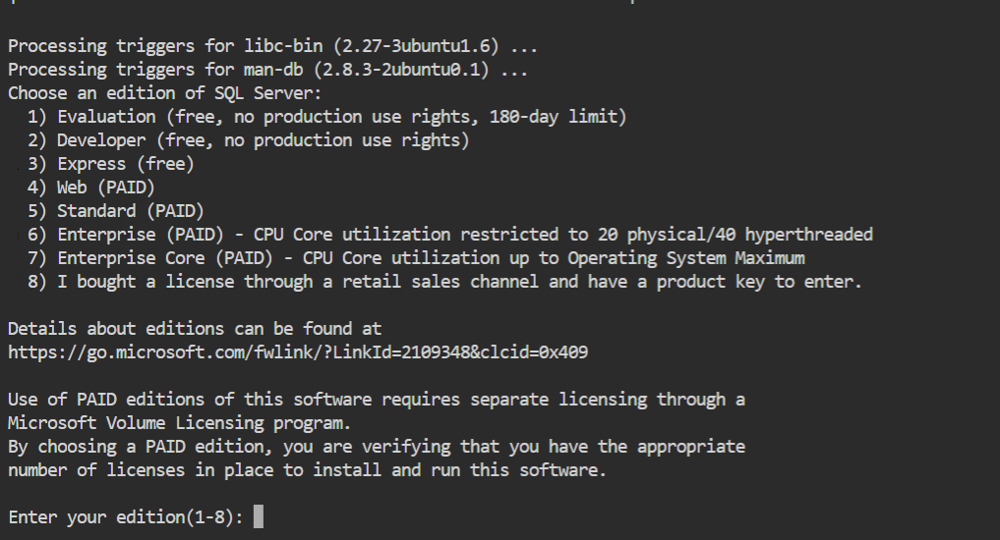 Processing triggers for libc-bin (2.27-3ubuntu1.6) ...
Processing triggers for man-db (2.8.3-2ubuntu0.1) ...
Choose an edition of SQL Server:
  1) Evaluation (free, no production use rights, 180-day limit)
  2) Developer (free, no production use rights)
  3) Express (free)
  4) Web (PAID)
  5) Standard (PAID)
  6) Enterprise (PAID) - CPU Core utilization restricted to 20 physical/40 hyperthreaded
  7) Enterprise Core (PAID) - CPU Core utilization up to Operating System Maximum
  8) I bought a license through a retail sales channel and have a product key to enter.

Details about editions can be found at
https://go.microsoft.com/fwlink/?LinkId=2109348&clcid=0x409

Use of PAID editions of this software requires separate licensing through a
Microsoft Volume Licensing program.
By choosing a PAID edition, you are verifying that you have the appropriate
number of licenses in place to install and run this software.

Enter your edition(1-8):